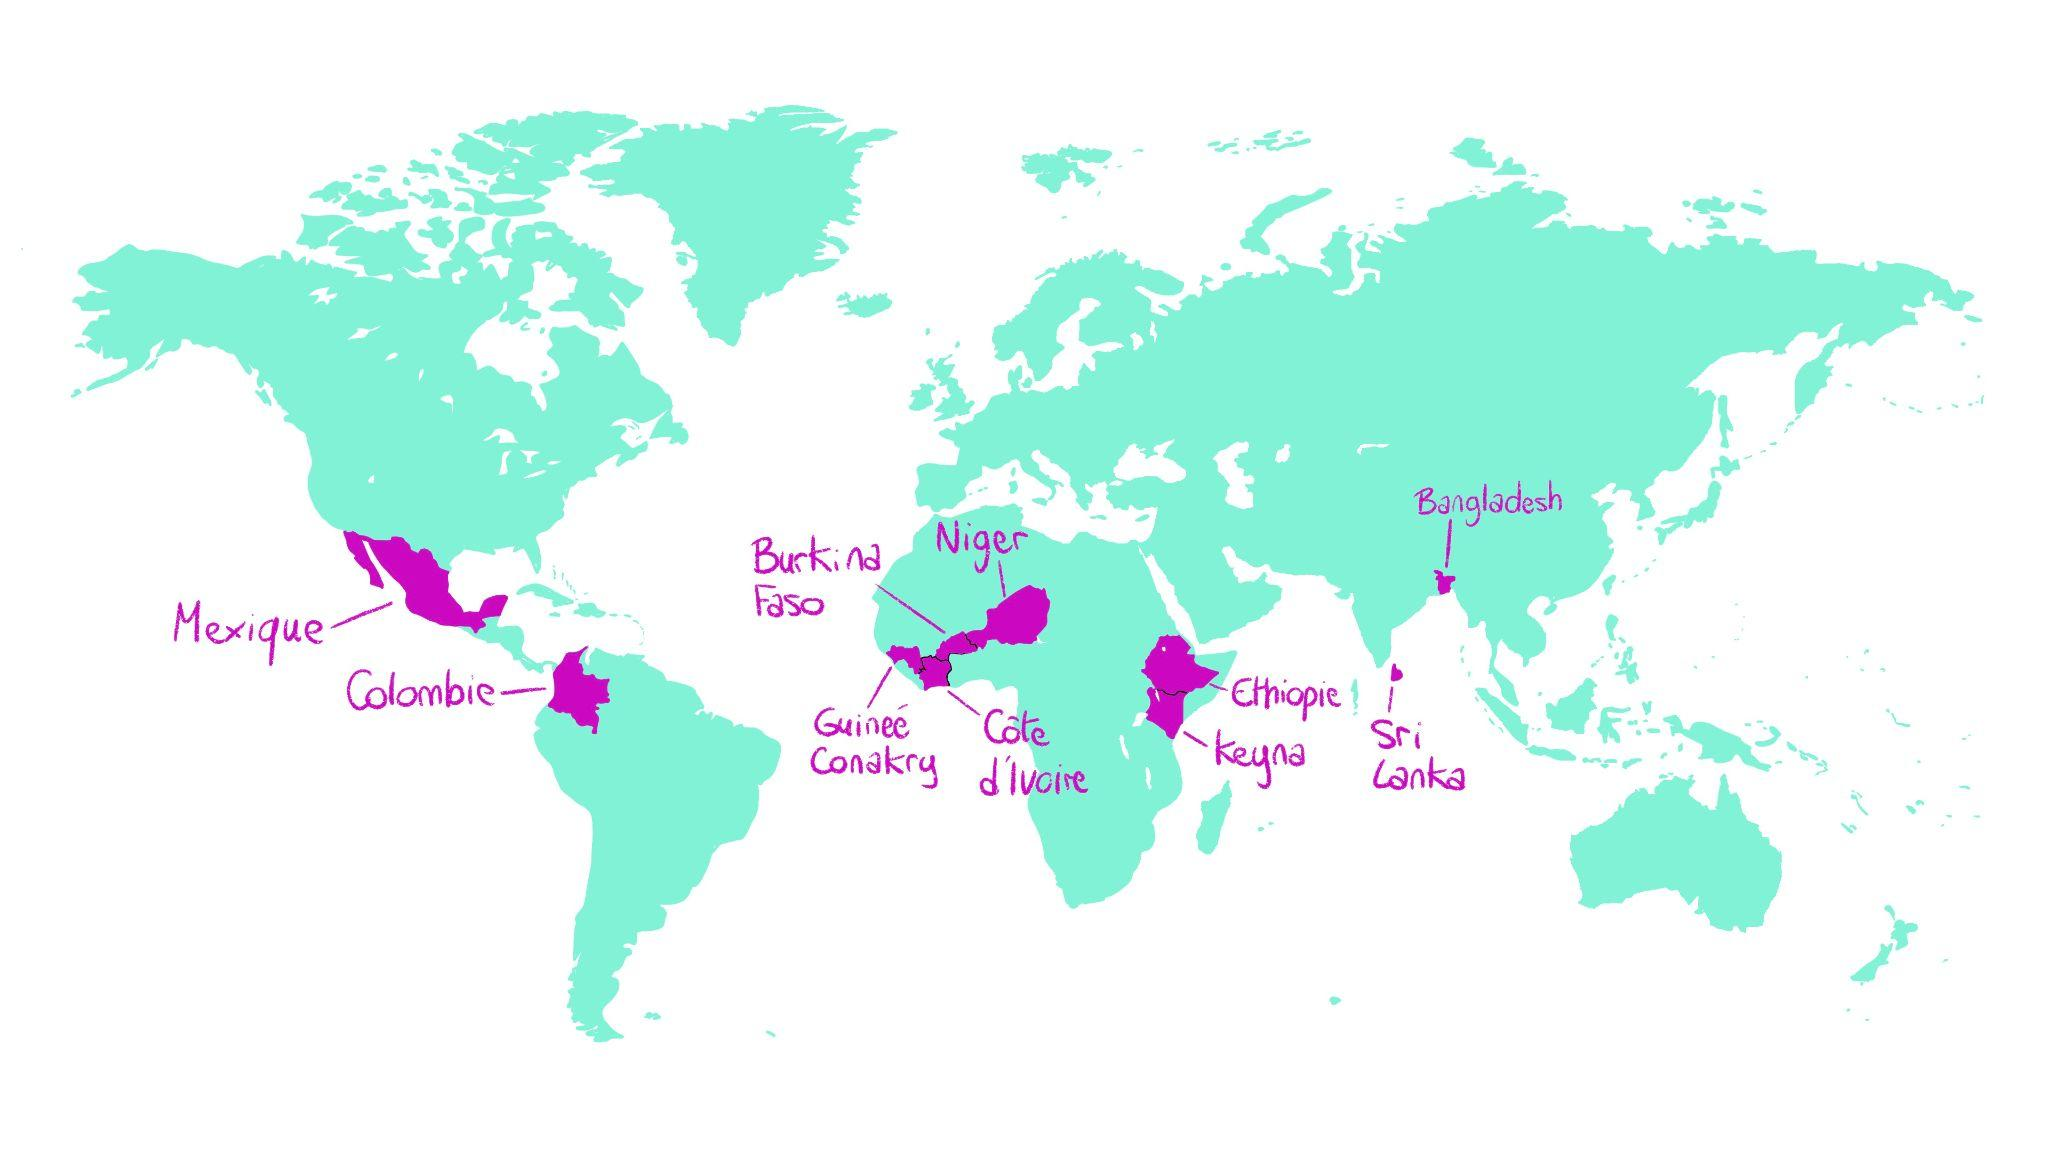 Bangladesh
Niger
Burkina
Faso
Mexique
Colombie
Ethiopie
Guineé
Conakry
Côte
d'Ivoire
Keyna
Sri
Lanka